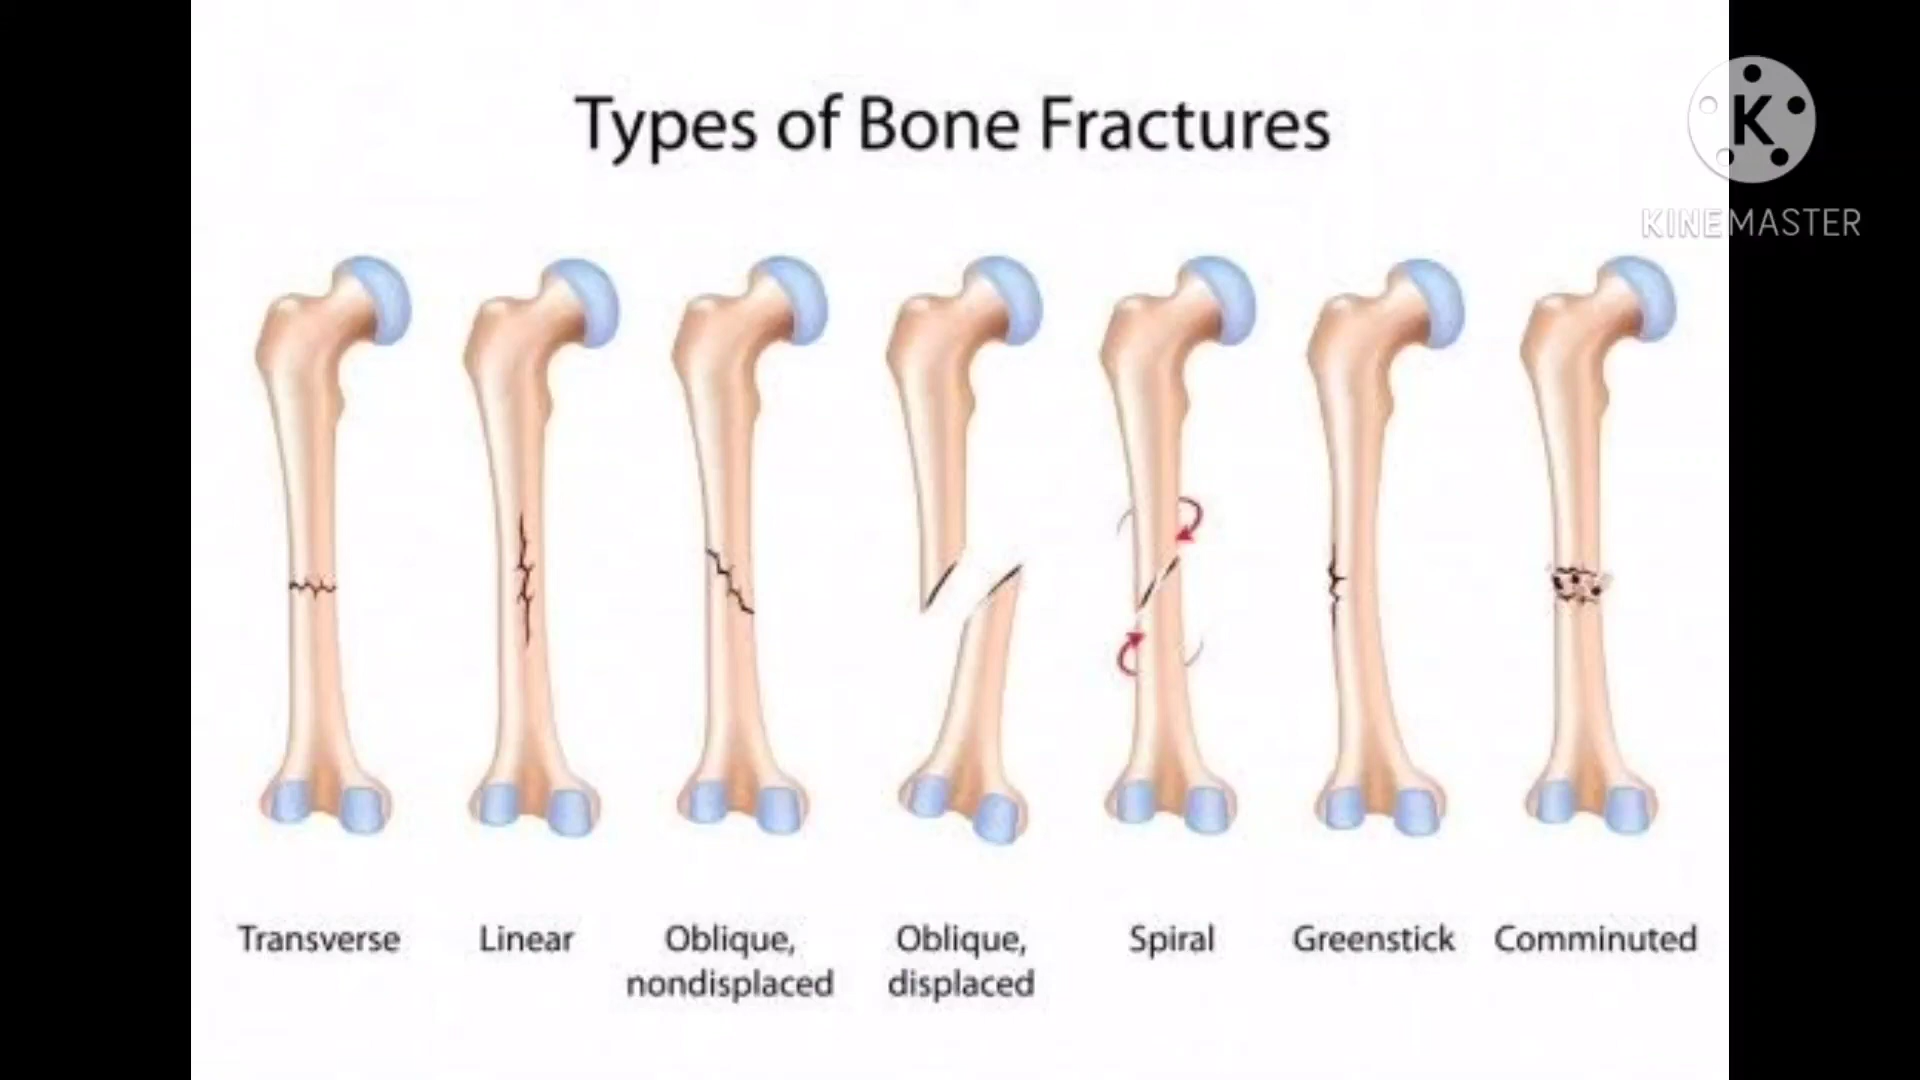 Types of Bone Fractures
K
KINEMASTER
Transverse
Linear
Oblique,
nondisplaced
Oblique,
displaced
Spiral
Greenstick
Comminuted